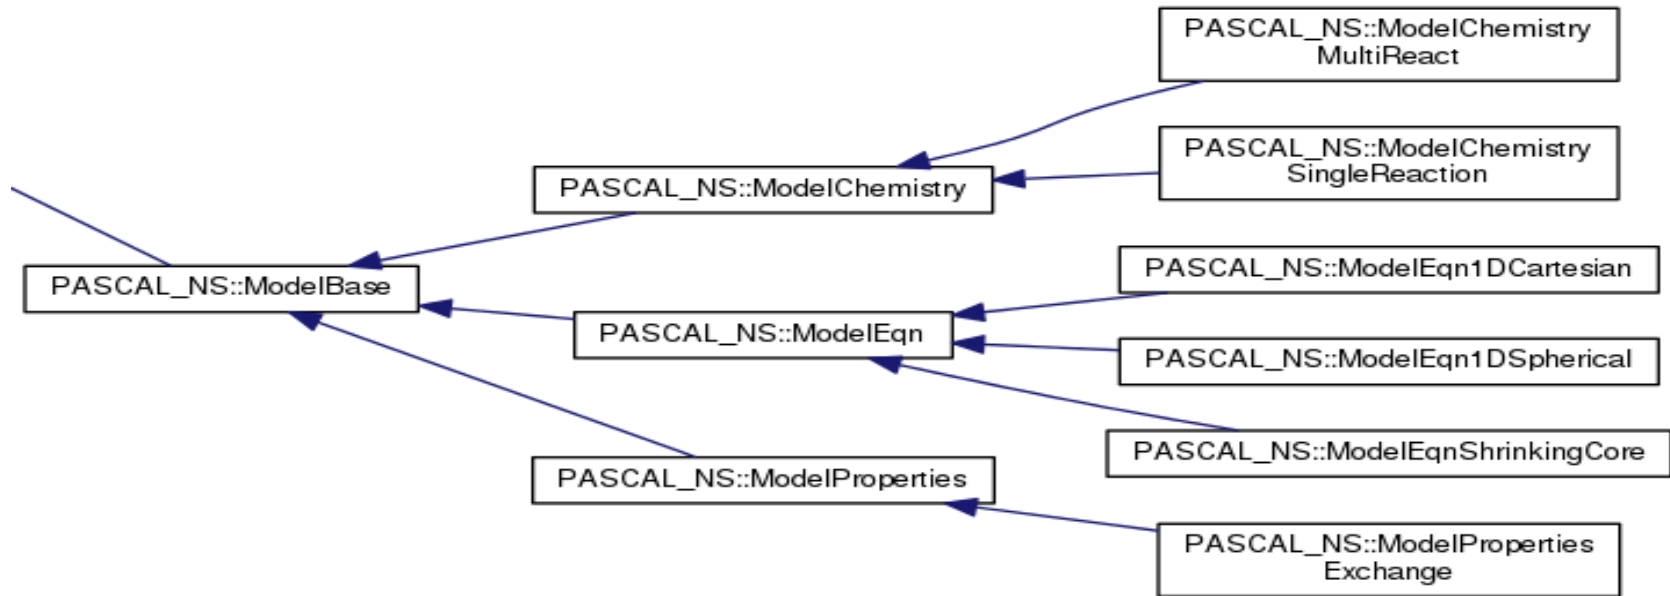 PASCAL_NS::ModelChemistry
MultiReact
PASCAL_NS::ModelChemistry
SingleReaction
PASCAL_NS::ModelChemistry
PASCAL_NS::ModelEqn1DCartesian
PASCAL_NS::ModelBase
PASCAL_NS::ModelEqn
PASCAL_NS::ModelEqn1DSpherical
PASCAL_NS::ModelEqnShrinkingCore
PASCAL_NS::ModelProperties
PASCAL_NS::ModelProperties
Exchange